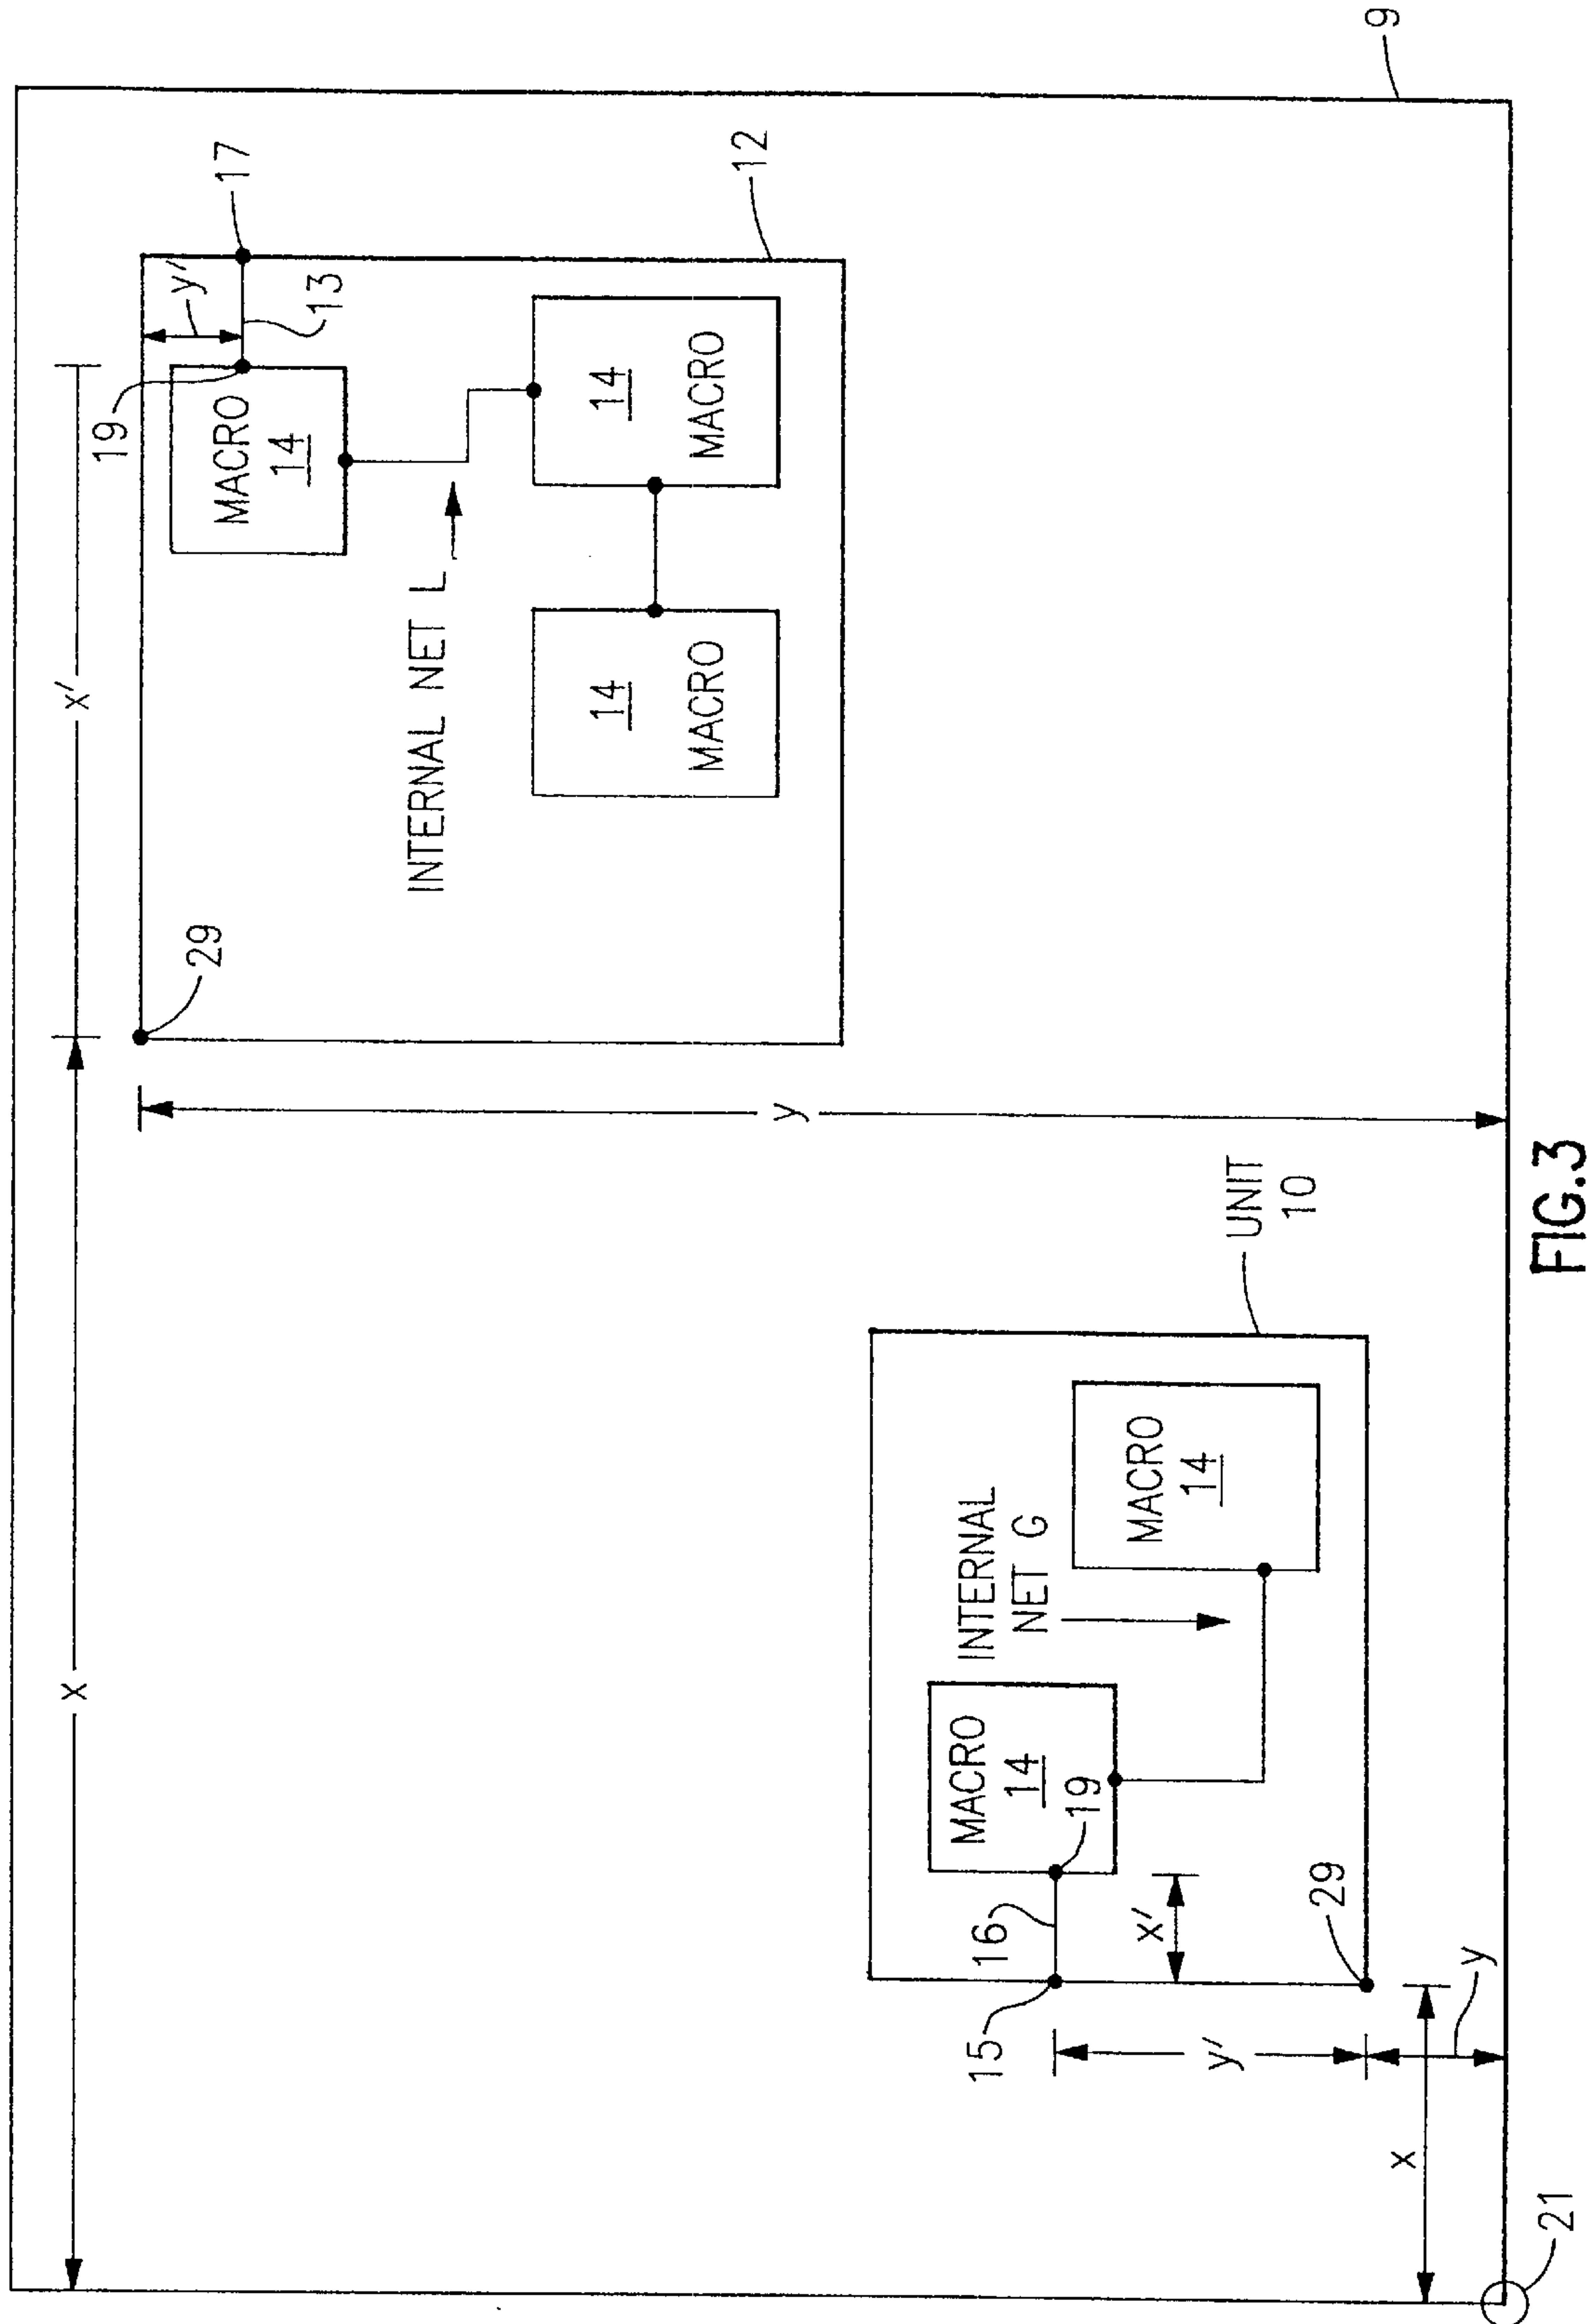 9
17
12
y'
13
19
MACRO
14
14
MACRO
x'
INTERNAL NET L
14
MACRO
29
y
x
UNIT
10
MACRO
14
INTERNAL
NET G
MACRO
14
19
16
x'
15
29
y'
y
x
21
FIG.3